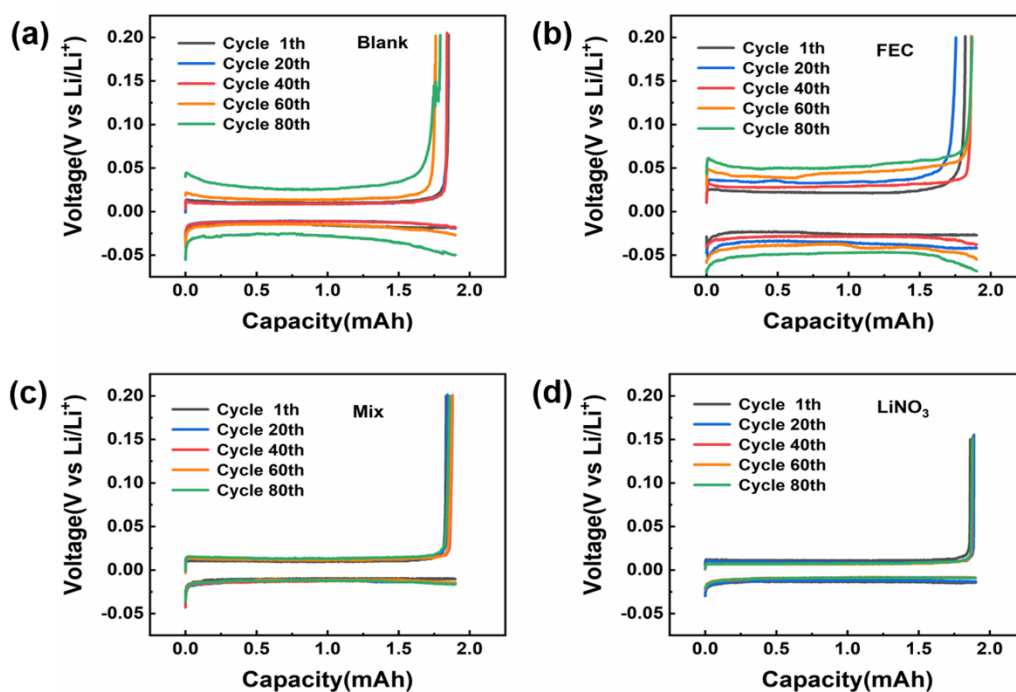 (a)
Voltage(V vs Li/Li⁺)
0.20
0.15
0.10
0.05
0.00
-0.05
Cycle 1th
Cycle 20th
Cycle 40th
Cycle 60th
Cycle 80th
Blank
0.0 0.5 1.0 1.5 2.0
Capacity(mAh)
(b)
Voltage(V vs Li/Li⁺)
0.20
0.15
0.10
0.05
0.00
-0.05
Cycle 1th
Cycle 20th
Cycle 40th
Cycle 60th
Cycle 80th
FEC
0.0 0.5 1.0 1.5 2.0
Capacity(mAh)
(c)
Voltage(V vs Li/Li⁺)
0.20
0.15
0.10
0.05
0.00
-0.05
Cycle 1th
Cycle 20th
Cycle 40th
Cycle 60th
Cycle 80th
Mix
0.0 0.5 1.0 1.5 2.0
Capacity(mAh)
(d)
Voltage(V vs Li/Li⁺)
0.20
0.15
0.10
0.05
0.00
-0.05
Cycle 1th
Cycle 20th
Cycle 40th
Cycle 60th
Cycle 80th
LiNO₃
0.0 0.5 1.0 1.5 2.0
Capacity(mAh)